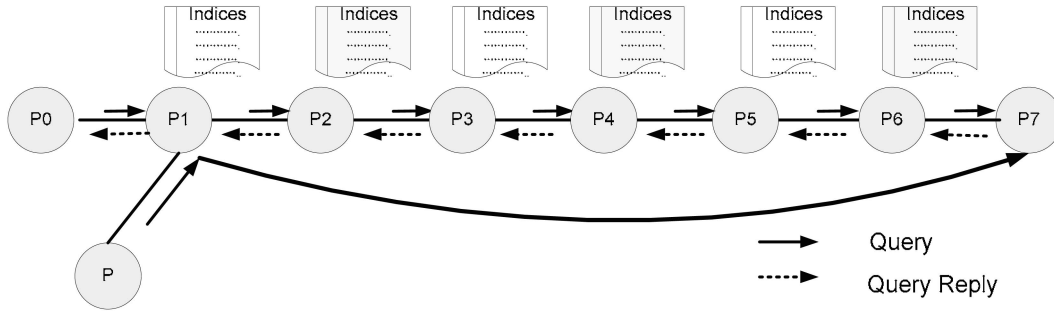 Indices
Indices
Indices
Indices
Indices
Indices
P0
P1
P2
P3
P4
P5
P6
P7
P
Query
Query Reply